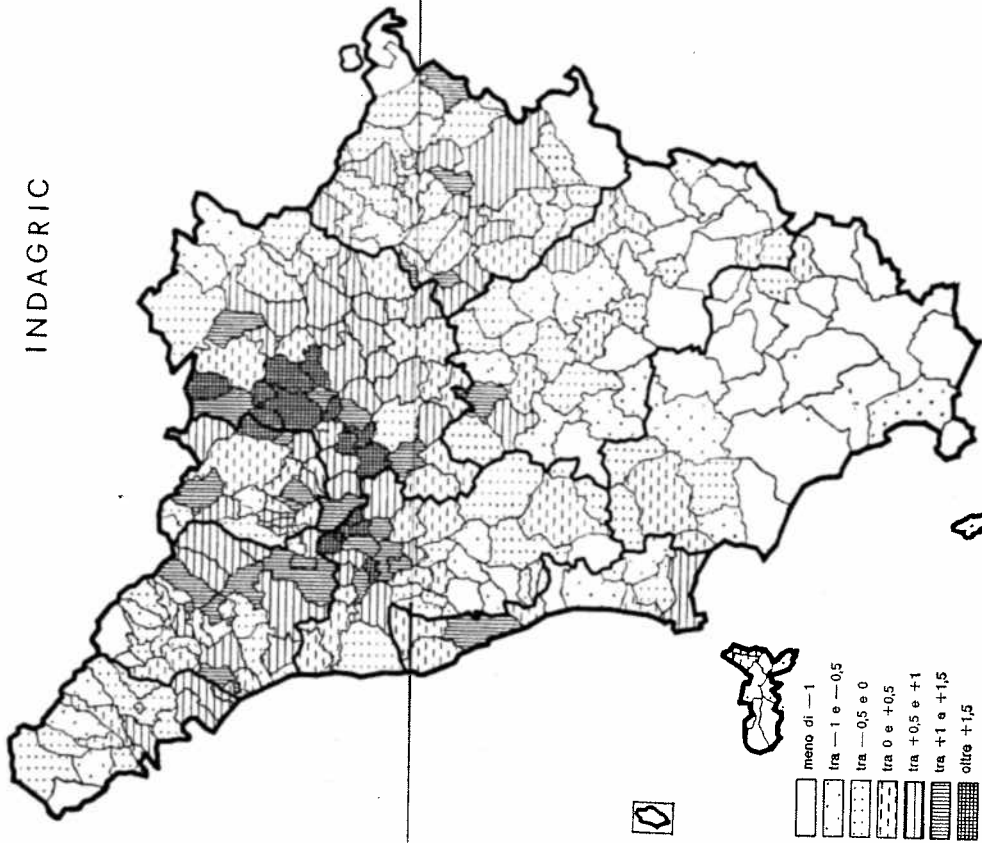 INDAGRIC
meno di — 1
tra — 1 e — 0,5
tra — 0,5 e 0
tra 0 e +0,5
tra +0,5 e +1
tra +1 e +1,5
oltre +1,5